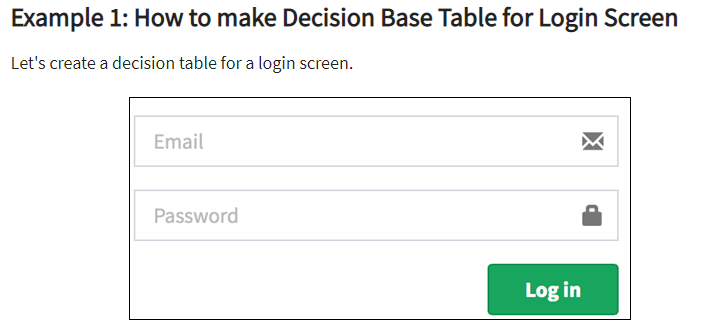 Example 1: How to make Decision Base Table for Login Screen
Let's create a decision table for a login screen.
Email
Password
Log in